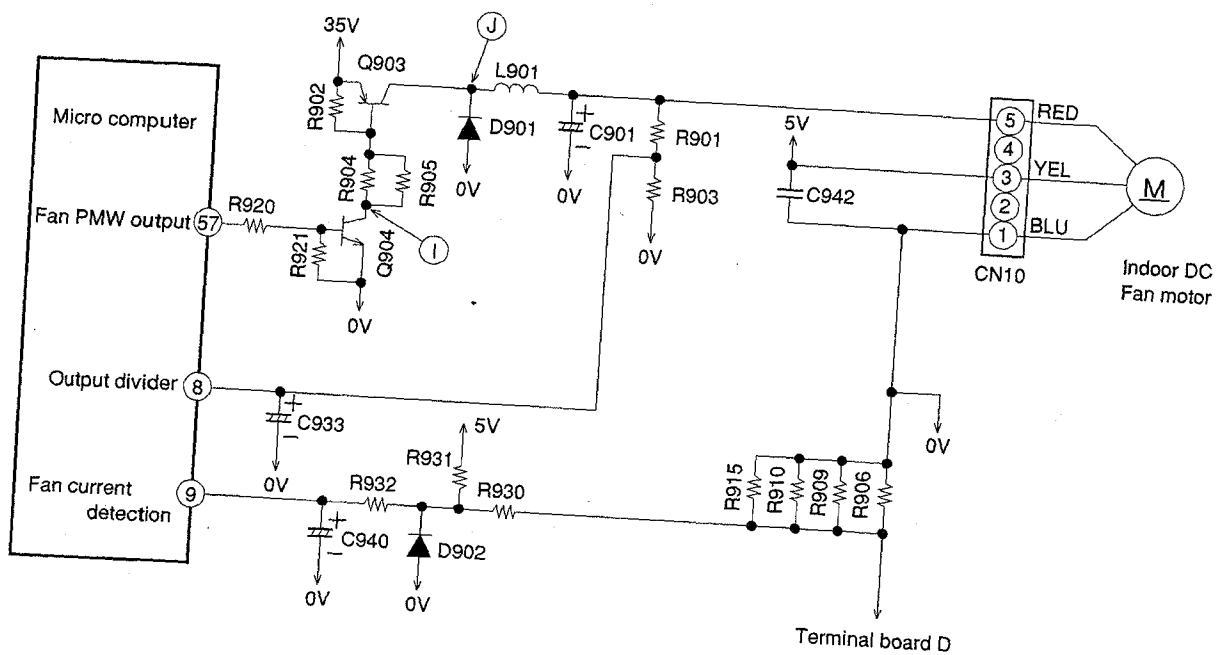 35V
J
Q903
L901
R902
Micro computer
D901
+
C901
−
R901
5V
5
RED
4
0V
0V
R904
R905
R903
C942
3
YEL
M
2
Fan PMW output
57
R920
R921
Q904
I
0V
1
BLU
CN10
Indoor DC
Fan motor
0V
Output divider
8
+
C933
−
5V
0V
0V
R931
Fan current
detection
9
R932
R930
R915
R910
R909
R906
+
C940
−
D902
0V
0V
Terminal board D